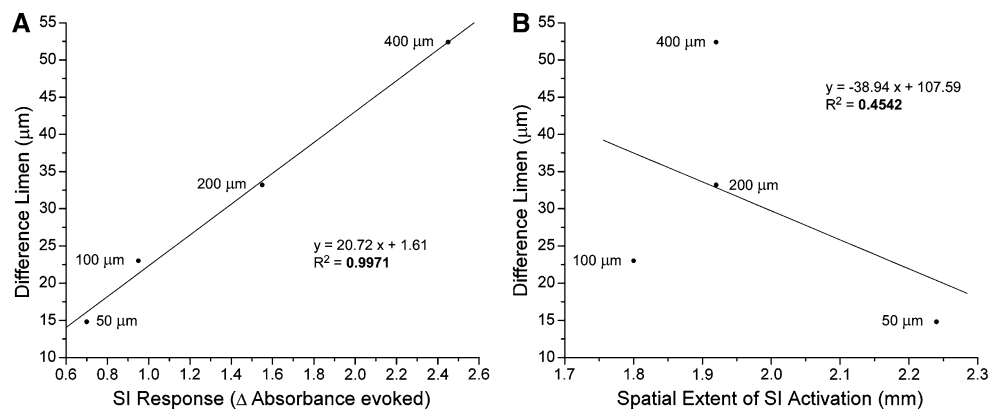 A
B
55
50
45
40
35
30
25
20
15
10
Difference Limen (μm)
400 μm
200 μm
100 μm
50 μm
y = 20.72 x + 1.61
R² = 0.9971
0.6 0.8 1.0 1.2 1.4 1.6 1.8 2.0 2.2 2.4 2.6
SI Response (Δ Absorbance evoked)
55
50
45
40
35
30
25
20
15
10
Difference Limen (μm)
400 μm
y = -38.94 x + 107.59
R² = 0.4542
200 μm
100 μm
50 μm
1.7 1.8 1.9 2.0 2.1 2.2 2.3
Spatial Extent of SI Activation (mm)